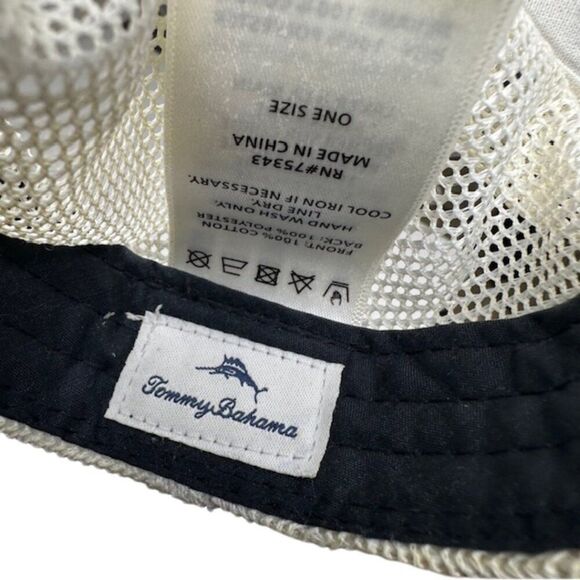 FRONT: 100% COTTON
BACK: 100% POLYESTER
HAND WASH ONLY.
LINE DRY.
COOL IRON IF NECESSARY.
RN#75343
MADE IN CHINA
ONE SIZE
Tommy Bahama